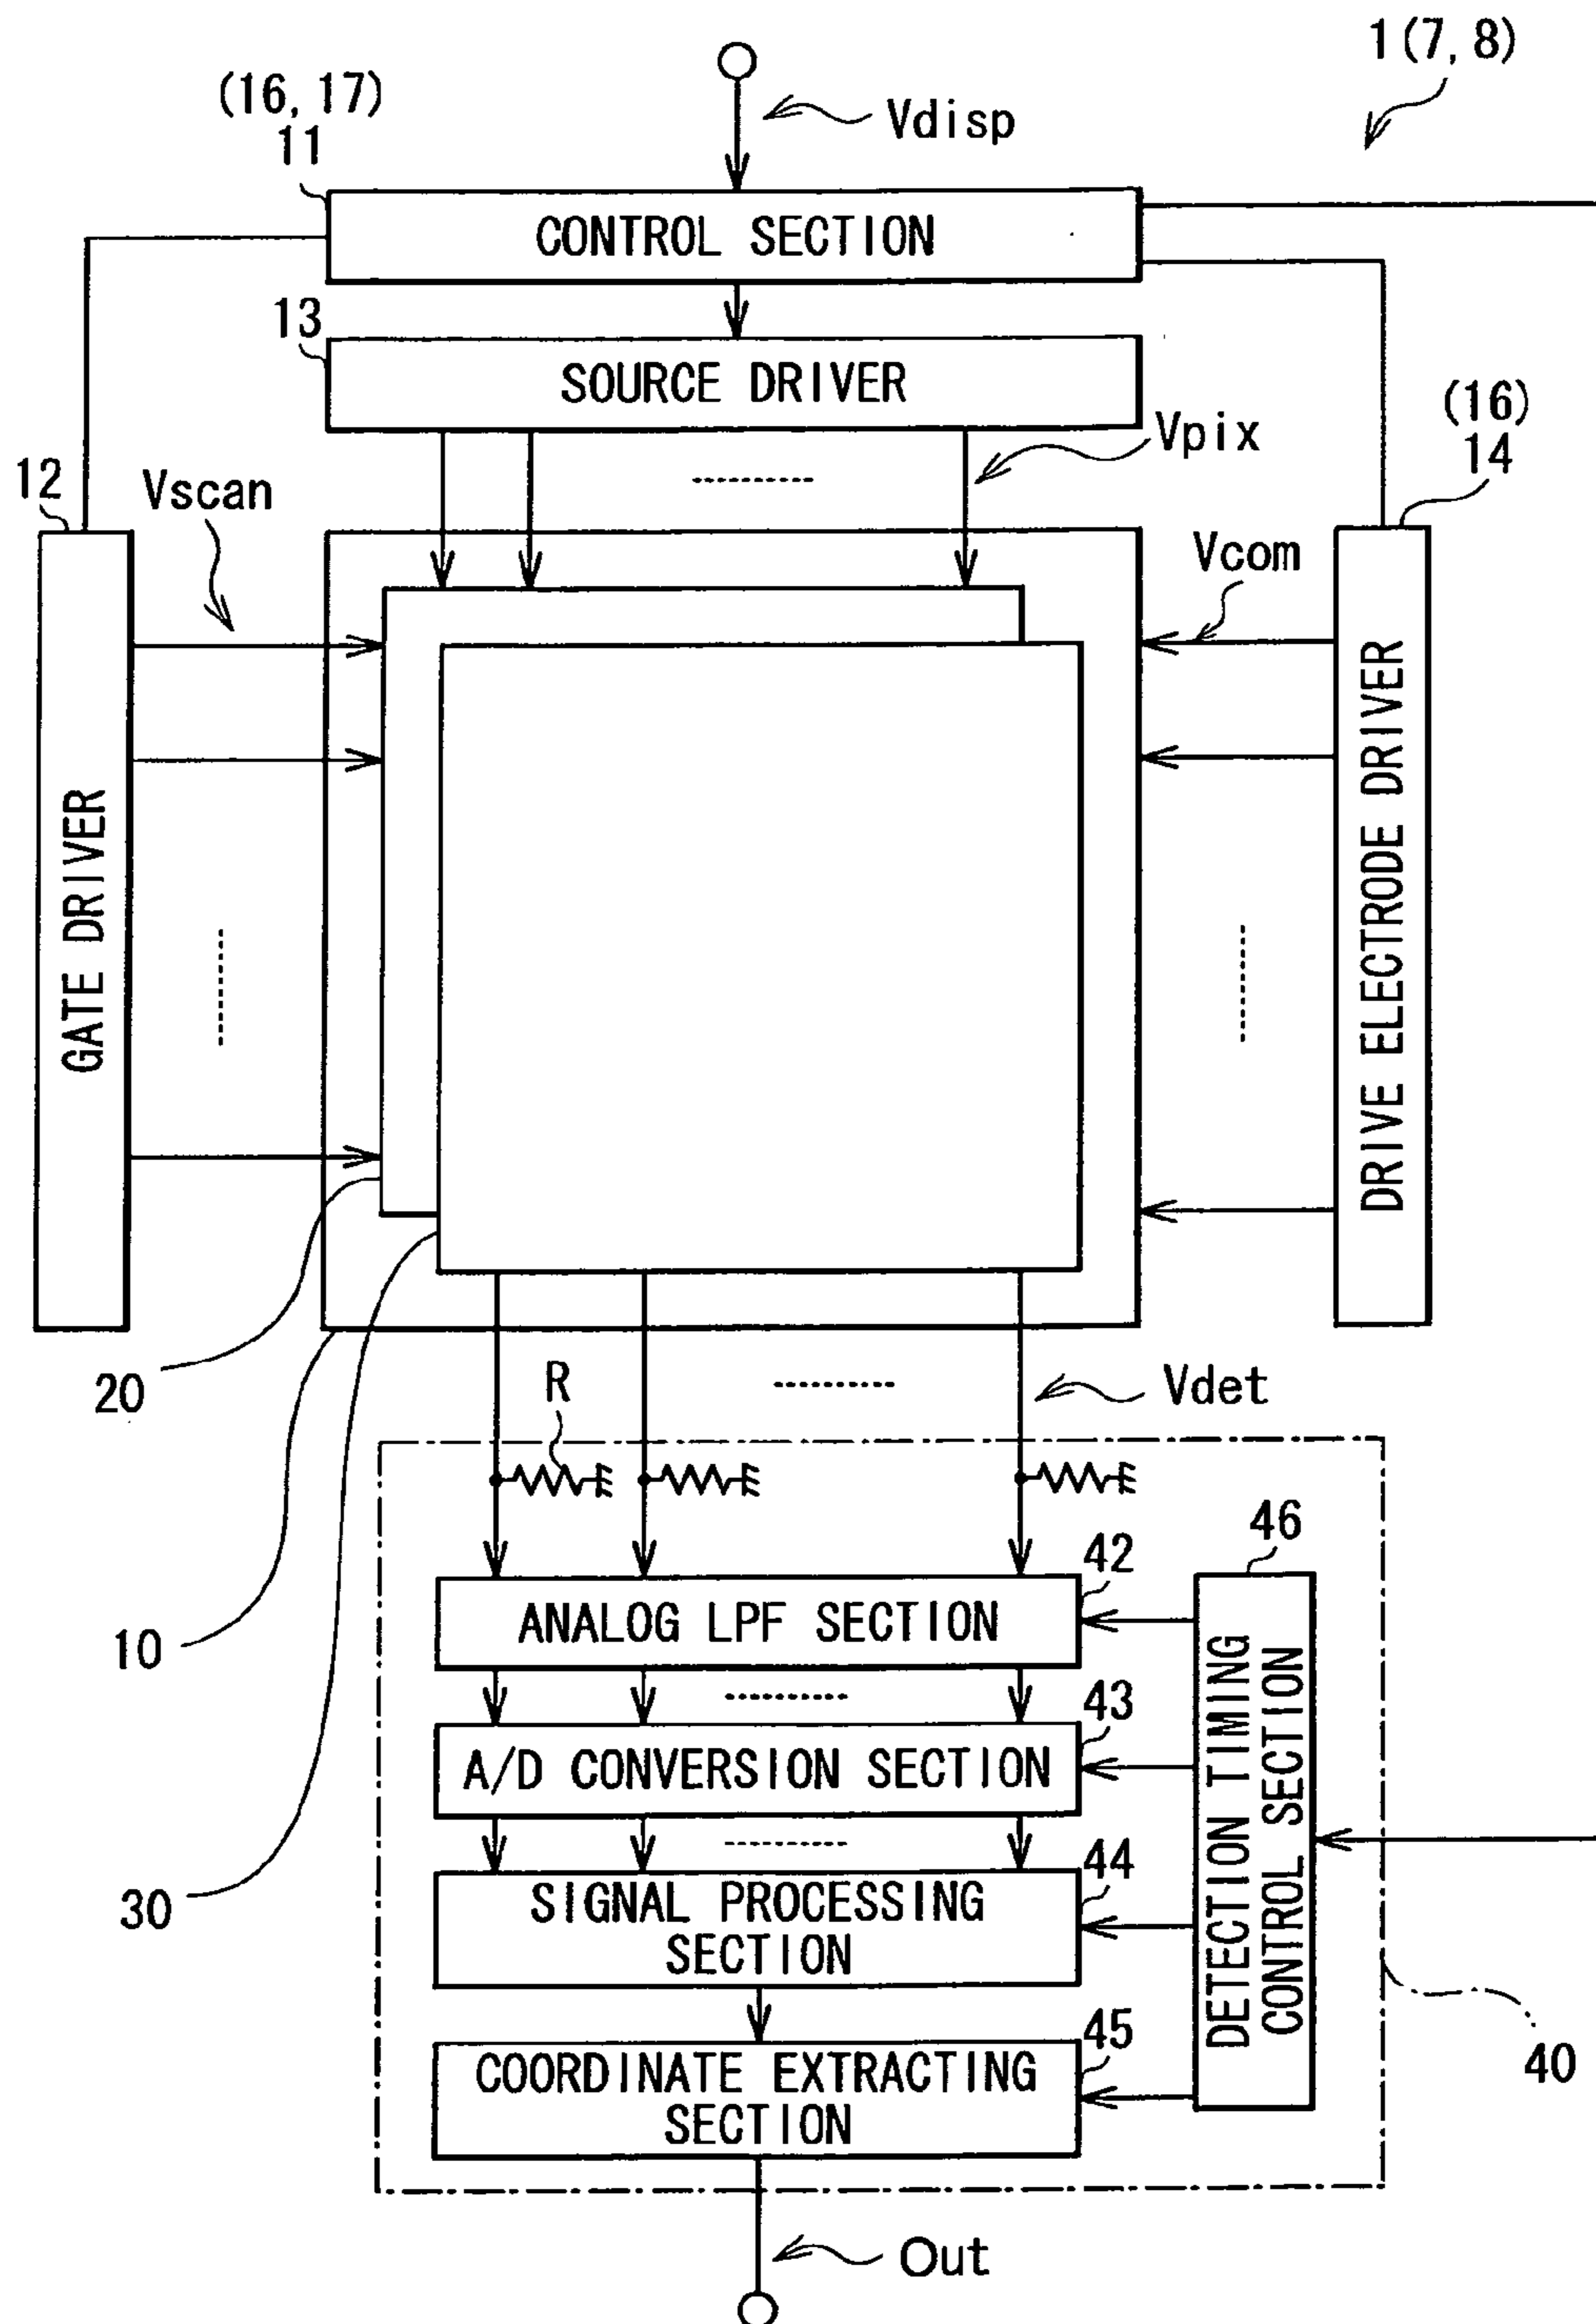 1(7, 8)
(16, 17)
11
Vdisp
CONTROL SECTION
13
SOURCE DRIVER
(16)
14
Vpix
12
Vscan
Vcom
GATE DRIVER
DRIVE ELECTRODE DRIVER
20
R
Vdet
10
30
46
42
ANALOG LPF SECTION
43
A/D CONVERSION SECTION
44
SIGNAL PROCESSING
SECTION
45
COORDINATE EXTRACTING
SECTION
DETECTION TIMING
CONTROL SECTION
40
Out